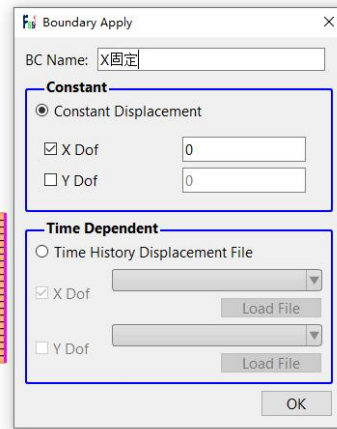 Boundary Apply
BC Name: X固定
Constant
Constant Displacement
X Dof 0
Y Dof 0
Time Dependent
Time History Displacement File
X Dof
Load File
Y Dof
Load File
OK